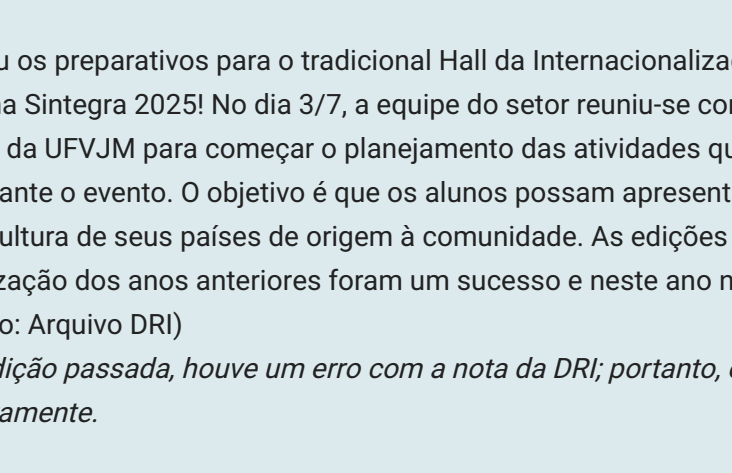 u os preparativos para o tradicional Hall da Internacionaliza
na Sintegra 2025! No dia 3/7, a equipe do setor reuniu-se co
da UFVJM para começar o planejamento das atividades qu
ante o evento. O objetivo é que os alunos possam apresent
ultura de seus países de origem à comunidade. As edições
zação dos anos anteriores foram um sucesso e neste ano n
o: Arquivo DRI)
dição passada, houve um erro com a nota da DRI; portanto,
amente.